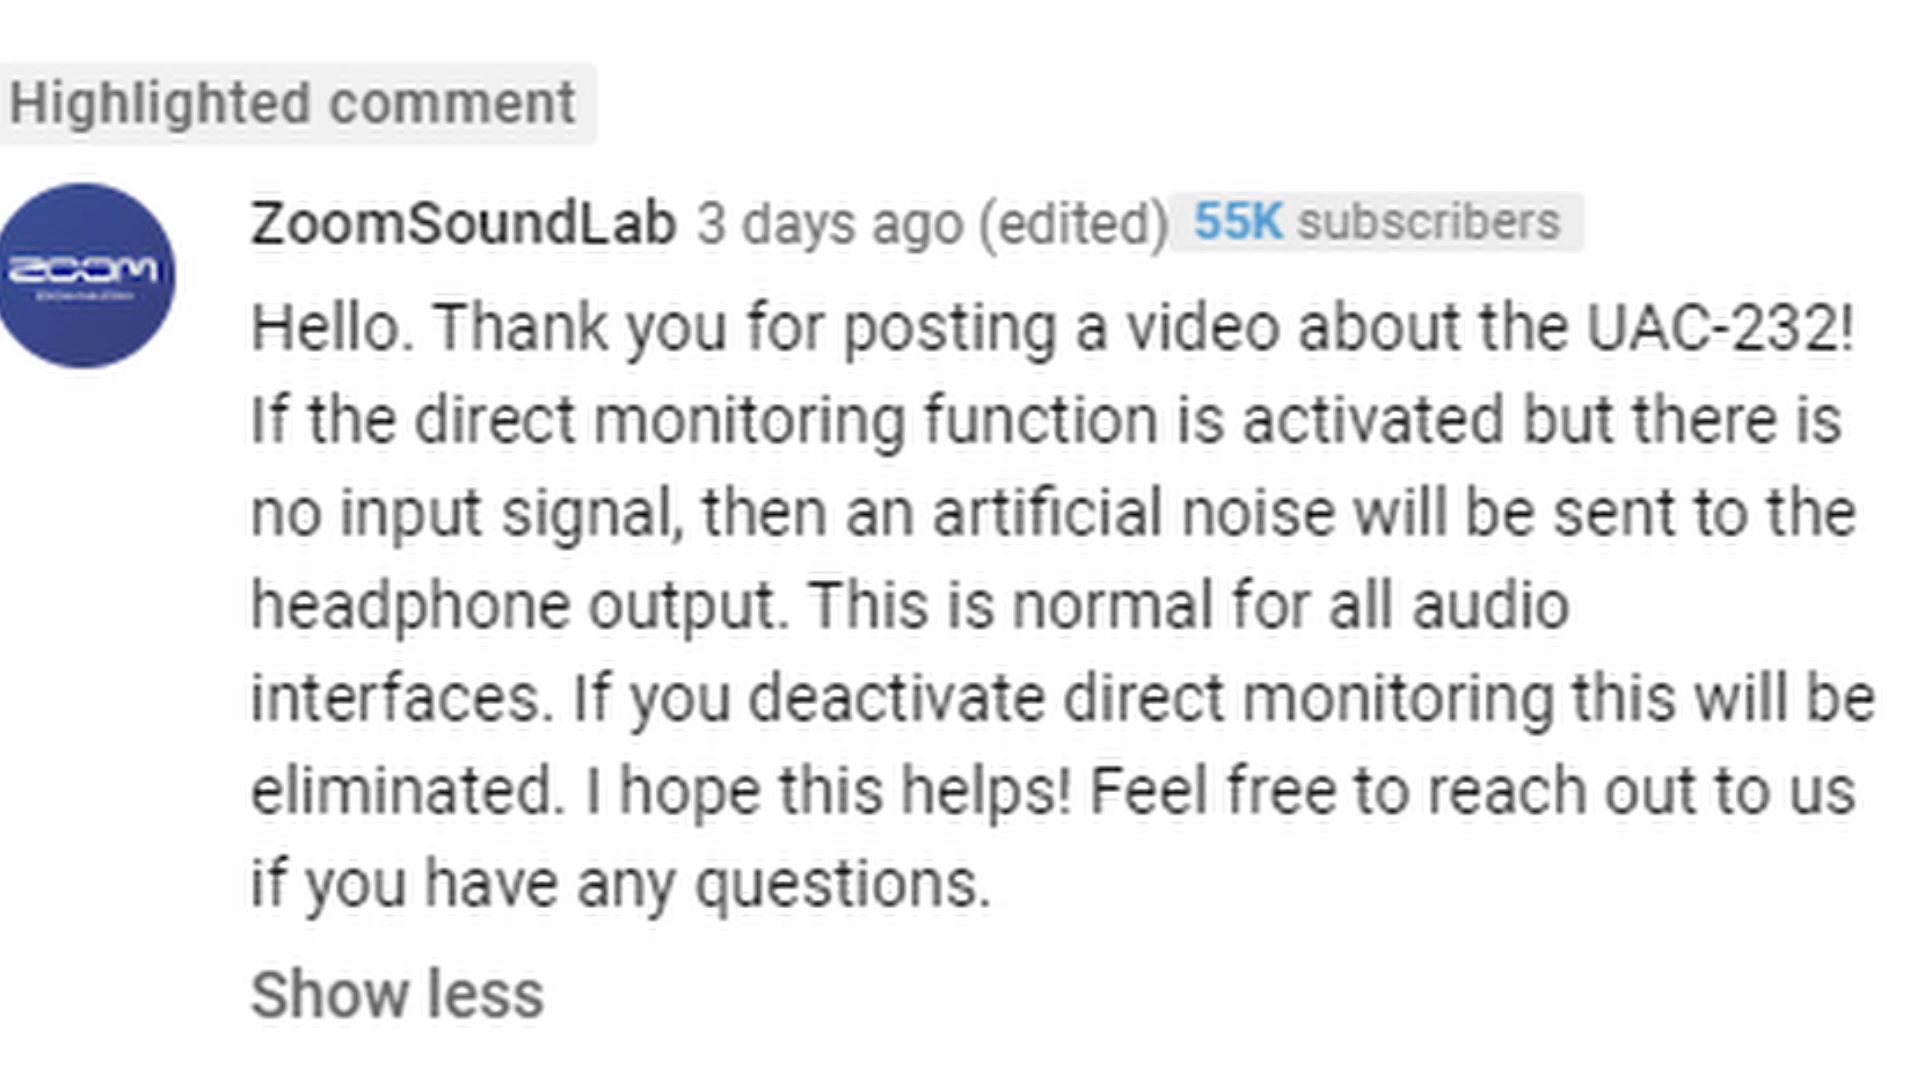 Highlighted comment
ZoomSoundLab 3 days ago (edited) 55K subscribers
ZOOM
Hello. Thank you for posting a video about the UAC-232!
If the direct monitoring function is activated but there is
no input signal, then an artificial noise will be sent to the
headphone output. This is normal for all audio
interfaces. If you deactivate direct monitoring this will be
eliminated. I hope this helps! Feel free to reach out to us
if you have any questions.
Show less